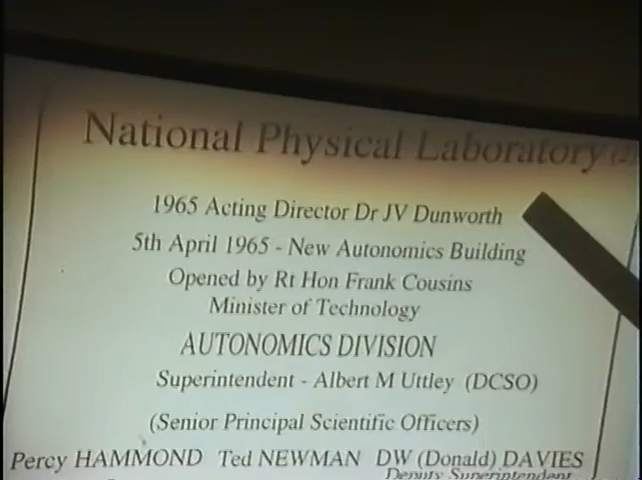 National Physical Laboratory
1965 Acting Director Dr JV Dunworth
5th April 1965 - New Autonomics Building
Opened by Rt Hon Frank Cousins
Minister of Technology
AUTONOMICS DIVISION
Superintendent - Albert M Uttley (DCSO)
(Senior Principal Scientific Officers)
Percy HAMMOND Ted NEWMAN DW (Donald) DAVIES
Deputy Superintendent